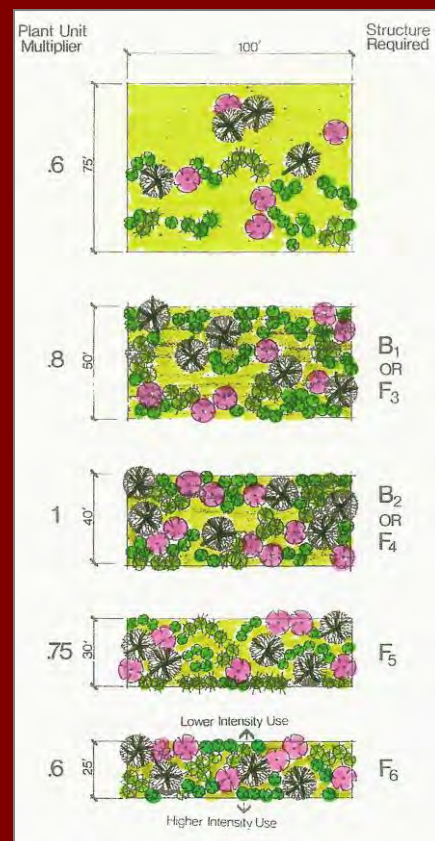 Plant Unit
Multiplier
Structure
Required
100'
.6
75'
.8
50'
B1
OR
F3
1
40'
B2
OR
F4
.75
30'
F5
Lower Intensity Use
.6
25'
F6
Higher Intensity Use